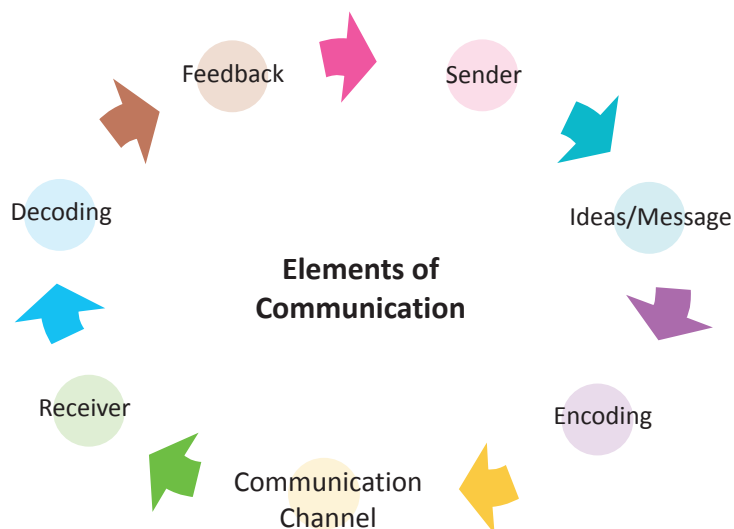 Feedback
Sender
Decoding
Ideas/Message
Elements of
Communication
Receiver
Encoding
Communication
Channel